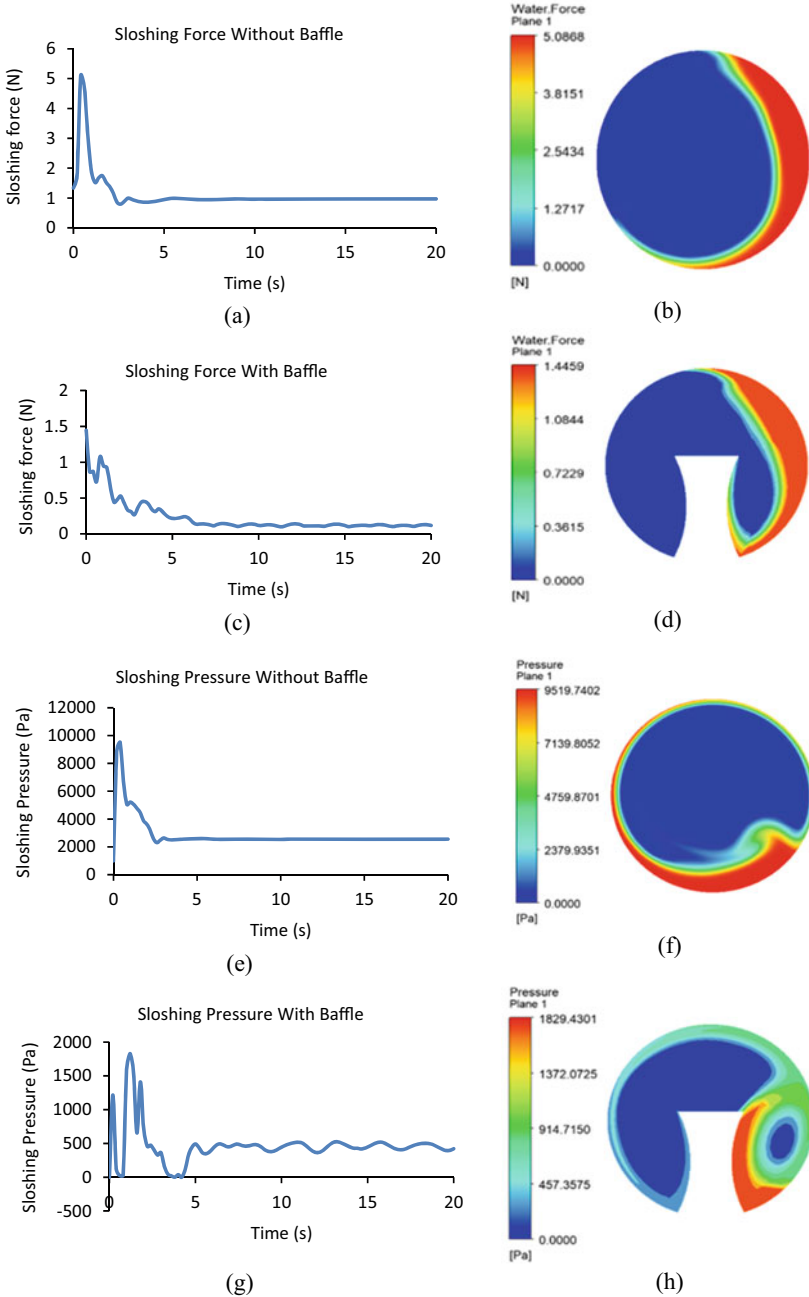 Sloshing Force Without Baffle
Sloshing force (N)
6
5
4
3
2
1
0
0 5 10 15 20
Time (s)
(a)
Water.Force
Plane 1
5.0868
3.8151
2.5434
1.2717
0.0000
[N]
(b)
Sloshing Force With Baffle
Sloshing force (N)
2
1.5
1
0.5
0
0 5 10 15 20
Time (s)
(c)
Water.Force
Plane 1
1.4459
1.0844
0.7229
0.3615
0.0000
[N]
(d)
Sloshing Pressure Without Baffle
Sloshing Pressure (Pa)
12000
10000
8000
6000
4000
2000
0
0 5 10 15 20
Time (s)
(e)
Pressure
Plane 1
9519.7402
7139.8052
4759.8701
2379.9351
0.0000
[Pa]
(f)
Sloshing Pressure With Baffle
Sloshing Pressure (Pa)
2000
1500
1000
500
0
-500
0 5 10 15 20
Time (s)
(g)
Pressure
Plane 1
1829.4301
1372.0725
914.7150
457.3575
0.0000
[Pa]
(h)